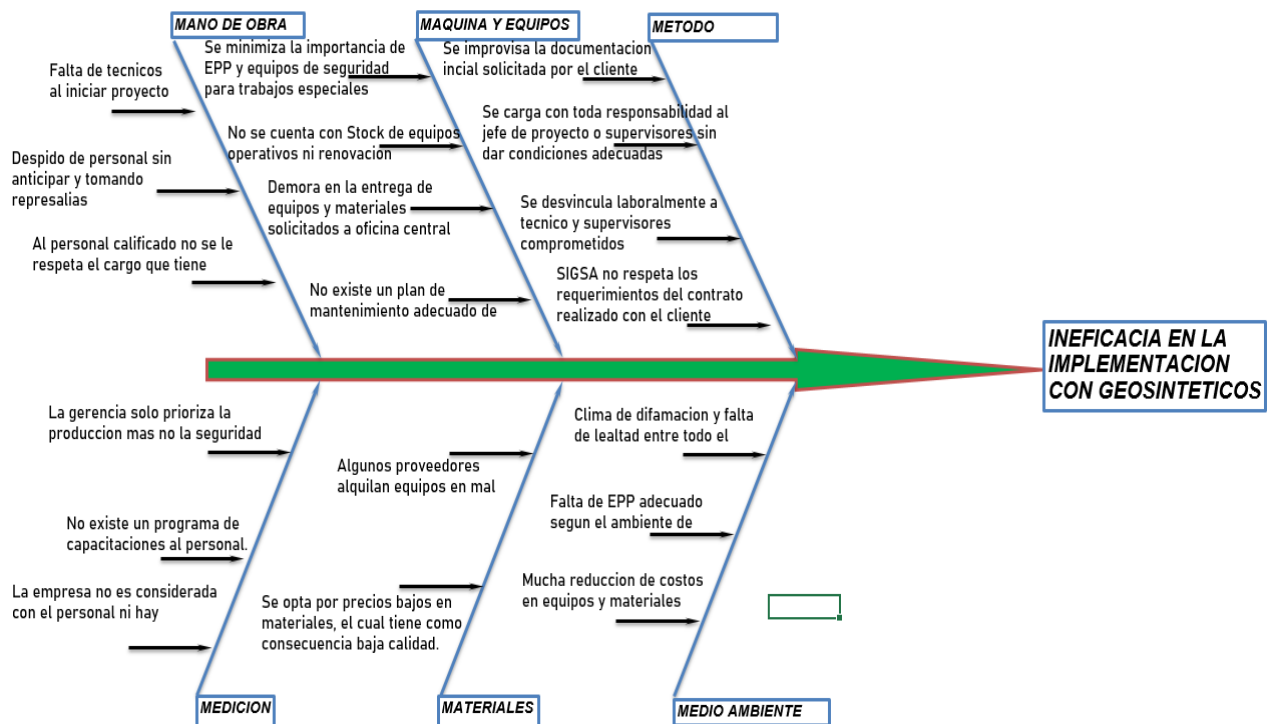 MANO DE OBRA
MAQUINA Y EQUIPOS
METODO
Falta de tecnicos
al iniciar proyecto
Despido de personal sin
anticipar y tomando
represalias
Al personal calificado no se le
respeta el cargo que tiene
Se minimiza la importancia de
EPP y equipos de seguridad
para trabajos especiales
No se cuenta con Stock de equipos
operativos ni renovacion
Demora en la entrega de
equipos y materiales
solicitados a oficina central
No existe un plan de
mantenimiento adecuado de
Se improvisa la documentacion
incial solicitada por el cliente
Se carga con toda responsabilidad al
jefe de proyecto o supervisores sin
dar condiciones adecuadas
Se desvincula laboralmente a
tecnico y supervisores
comprometidos
SIGSA no respeta los
requerimientos del contrato
realizado con el cliente
INEFICACIA EN LA
IMPLEMENTACION
CON GEOSINTETICOS
La gerencia solo prioriza la
produccion mas no la seguridad
No existe un programa de
capacitaciones al personal.
La empresa no es considerada
con el personal ni hay
Algunos proveedores
alquilan equipos en mal
Se opta por precios bajos en
materiales, el cual tiene como
consecuencia baja calidad.
Clima de difamacion y falta
de lealtad entre todo el
Falta de EPP adecuado
segun el ambiente de
Mucha reduccion de costos
en equipos y materiales
MEDICION
MATERIALES
MEDIO AMBIENTE